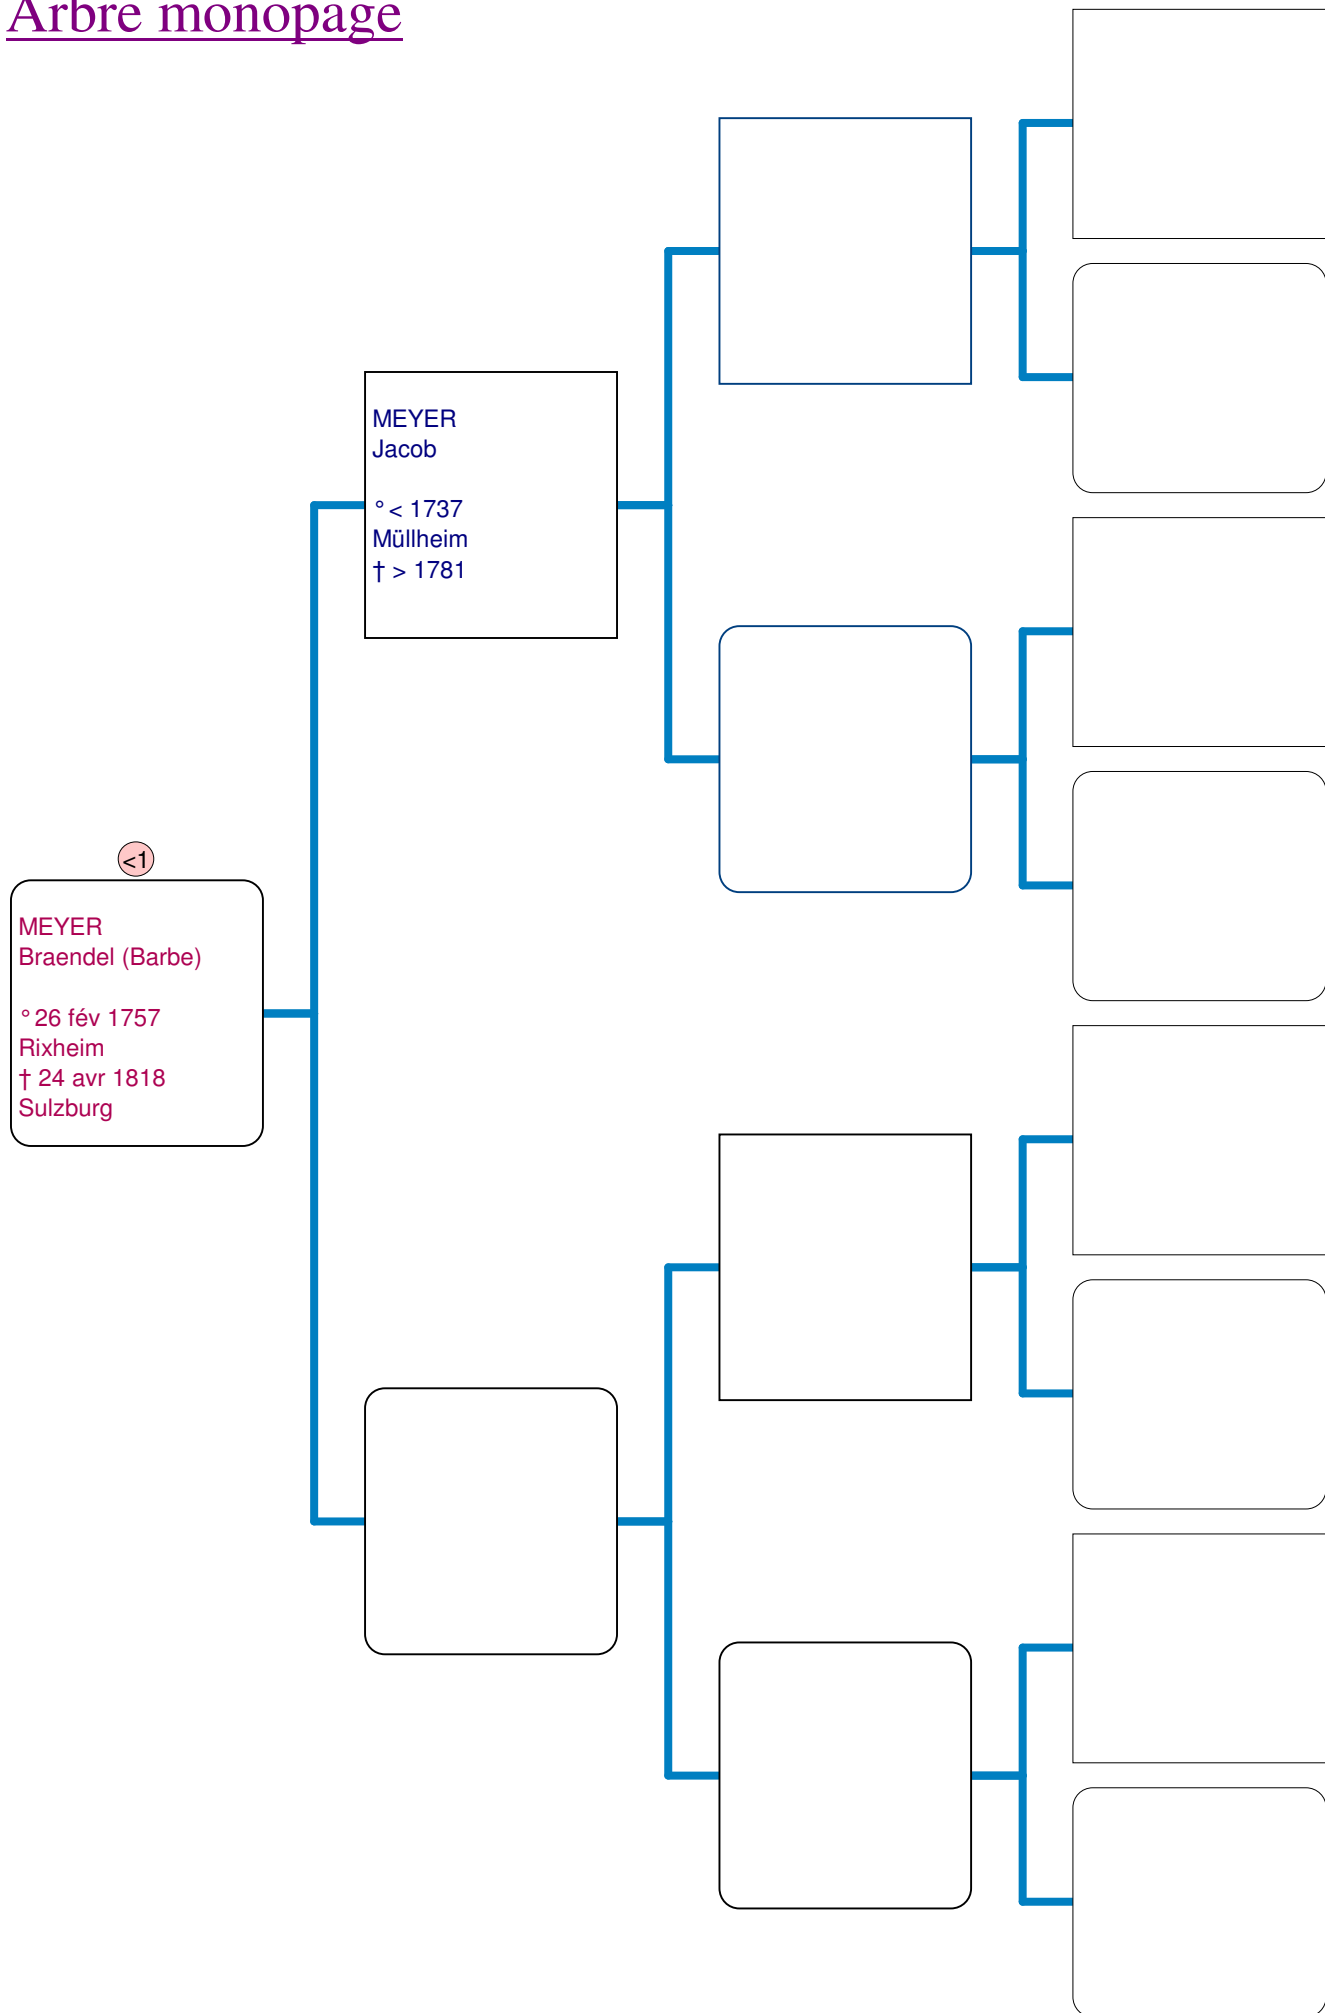 Arbre monopage
MEYER
Jacob
° < 1737
Müllheim
† > 1781
<1
MEYER
Braendel (Barbe)
° 26 fév 1757
Rixheim
† 24 avr 1818
Sulzburg